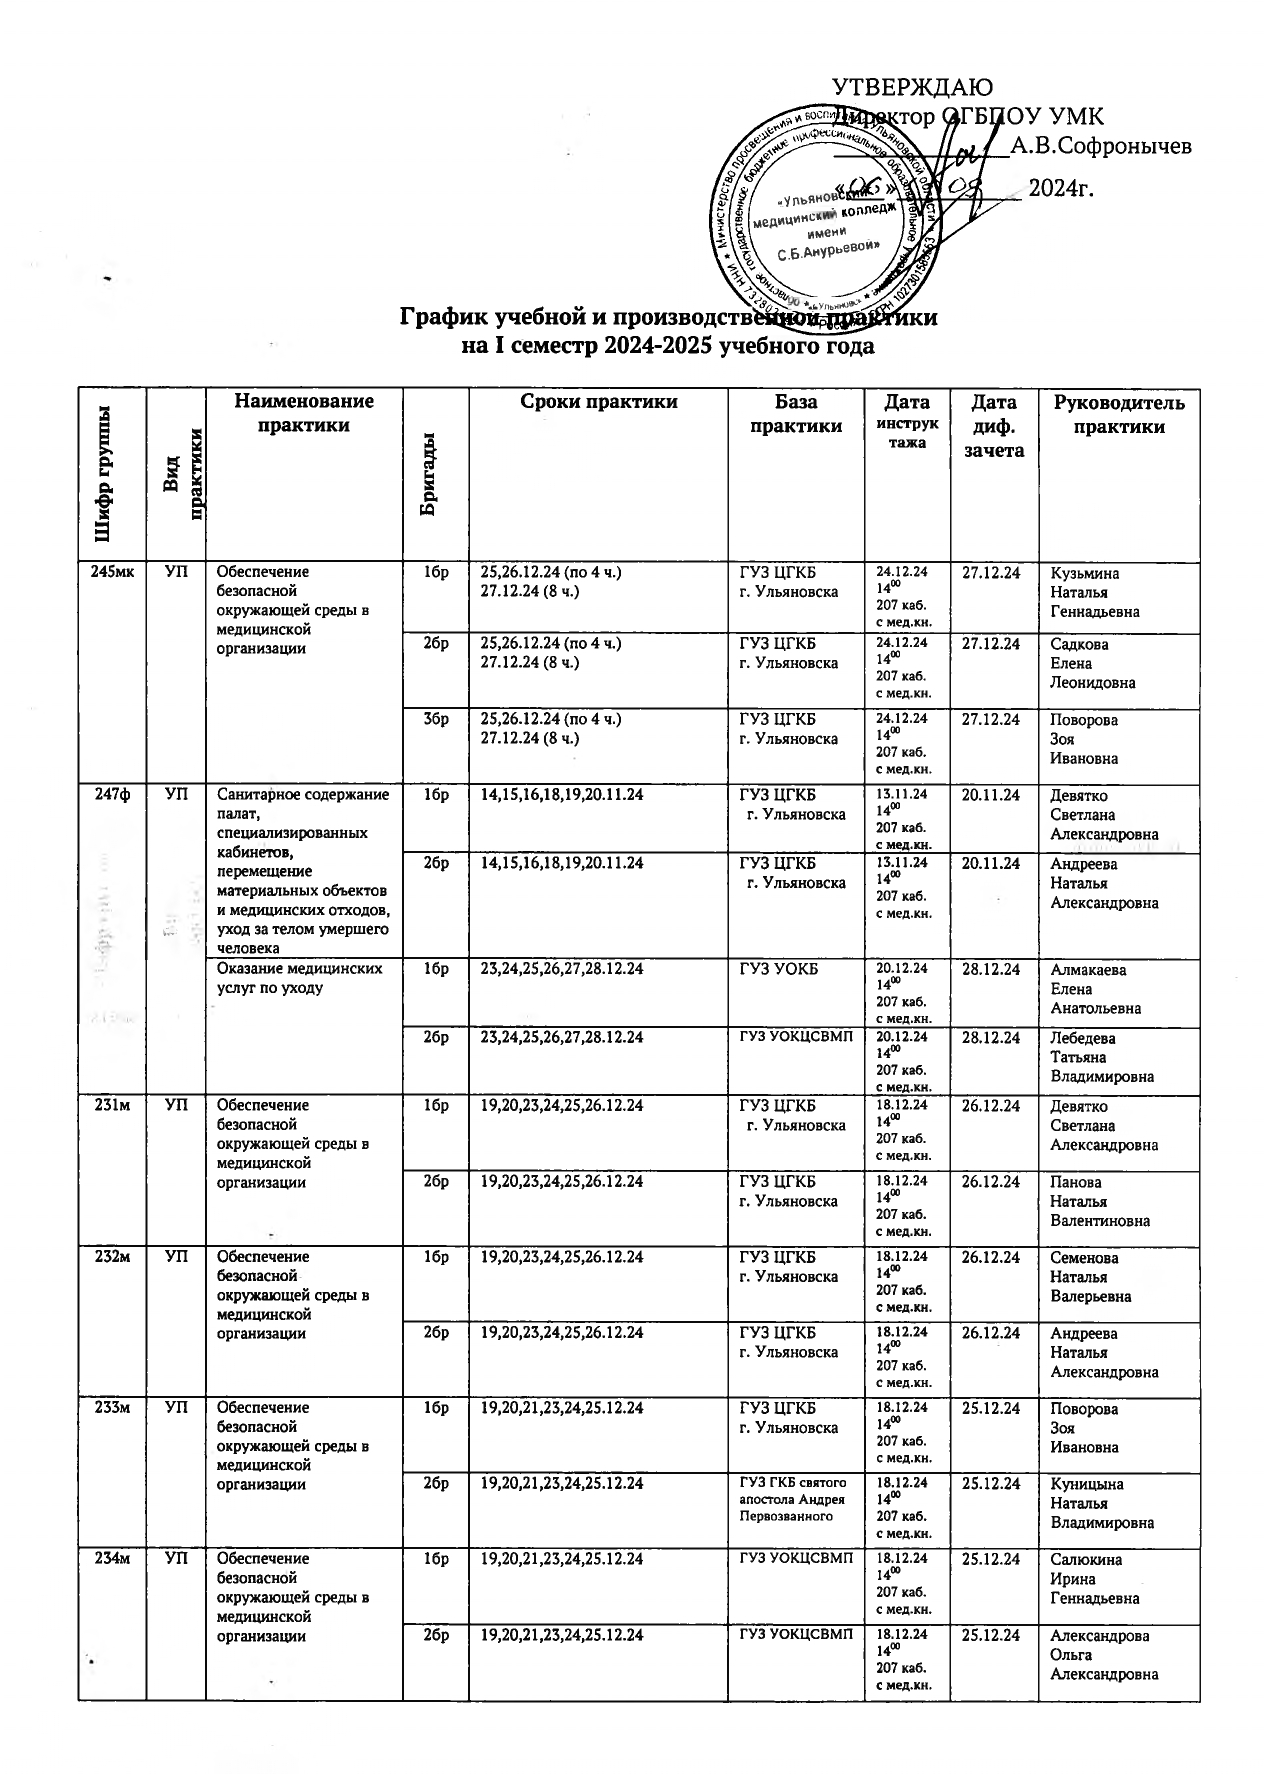 УТВЕРЖДАЮ
Директор ОГБПОУ УМК
А.В.Софронычев
«06» 09 2024г.
«Ульяновский
медицинский колледж
имени
С.Б.Анурьевой»
График учебной и производственной практики
на I семестр 2024-2025 учебного года
Шифр группы
Вид практики
Наименование практики
Бригады
Сроки практики
База практики
Дата инструк тажа
Дата диф. зачета
Руководитель практики
245мк УП Обеспечение безопасной окружающей среды в медицинской организации
1бр 25,26.12.24 (по 4 ч.) 27.12.24 (8 ч.) ГУЗ ЦГКБ г. Ульяновска 24.12.24 14⁰⁰ 207 каб. с мед.кн. 27.12.24 Кузьмина Наталья Геннадьевна
2бр 25,26.12.24 (по 4 ч.) 27.12.24 (8 ч.) ГУЗ ЦГКБ г. Ульяновска 24.12.24 14⁰⁰ 207 каб. с мед.кн. 27.12.24 Садкова Елена Леонидовна
3бр 25,26.12.24 (по 4 ч.) 27.12.24 (8 ч.) ГУЗ ЦГКБ г. Ульяновска 24.12.24 14⁰⁰ 207 каб. с мед.кн. 27.12.24 Поворова Зоя Ивановна
247ф УП Санитарное содержание палат, специализированных кабинетов, перемещение материальных объектов и медицинских отходов, уход за телом умершего человека
1бр 14,15,16,18,19,20.11.24 ГУЗ ЦГКБ г. Ульяновска 13.11.24 14⁰⁰ 207 каб. с мед.кн. 20.11.24 Девятко Светлана Александровна
2бр 14,15,16,18,19,20.11.24 ГУЗ ЦГКБ г. Ульяновска 13.11.24 14⁰⁰ 207 каб. с мед.кн. 20.11.24 Андреева Наталья Александровна
Оказание медицинских услуг по уходу
1бр 23,24,25,26,27,28.12.24 ГУЗ УОКБ 20.12.24 14⁰⁰ 207 каб. с мед.кн. 28.12.24 Алмакаева Елена Анатольевна
2бр 23,24,25,26,27,28.12.24 ГУЗ УОКЦСВМП 20.12.24 14⁰⁰ 207 каб. с мед.кн. 28.12.24 Лебедева Татьяна Владимировна
231м УП Обеспечение безопасной окружающей среды в медицинской организации
1бр 19,20,23,24,25,26.12.24 ГУЗ ЦГКБ г. Ульяновска 18.12.24 14⁰⁰ 207 каб. с мед.кн. 26.12.24 Девятко Светлана Александровна
2бр 19,20,23,24,25,26.12.24 ГУЗ ЦГКБ г. Ульяновска 18.12.24 14⁰⁰ 207 каб. с мед.кн. 26.12.24 Панова Наталья Валентиновна
232м УП Обеспечение безопасной окружающей среды в медицинской организации
1бр 19,20,23,24,25,26.12.24 ГУЗ ЦГКБ г. Ульяновска 18.12.24 14⁰⁰ 207 каб. с мед.кн. 26.12.24 Семенова Наталья Валерьевна
2бр 19,20,23,24,25,26.12.24 ГУЗ ЦГКБ г. Ульяновска 18.12.24 14⁰⁰ 207 каб. с мед.кн. 26.12.24 Андреева Наталья Александровна
233м УП Обеспечение безопасной окружающей среды в медицинской организации
1бр 19,20,21,23,24,25.12.24 ГУЗ ЦГКБ г. Ульяновска 18.12.24 14⁰⁰ 207 каб. с мед.кн. 25.12.24 Поворова Зоя Ивановна
2бр 19,20,21,23,24,25.12.24 ГУЗ ГКБ святого апостола Андрея Первозванного 18.12.24 14⁰⁰ 207 каб. с мед.кн. 25.12.24 Куницына Наталья Владимировна
234м УП Обеспечение безопасной окружающей среды в медицинской организации
1бр 19,20,21,23,24,25.12.24 ГУЗ УОКЦСВМП 18.12.24 14⁰⁰ 207 каб. с мед.кн. 25.12.24 Салюкина Ирина Геннадьевна
2бр 19,20,21,23,24,25.12.24 ГУЗ УОКЦСВМП 18.12.24 14⁰⁰ 207 каб. с мед.кн. 25.12.24 Александрова Ольга Александровна